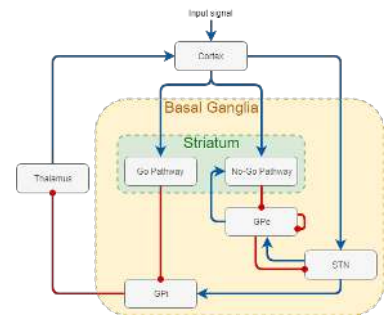 Input signal
Cortex
Basal Ganglia
Striatum
Go Pathway
No-Go Pathway
Thalamus
GPe
STN
GPi